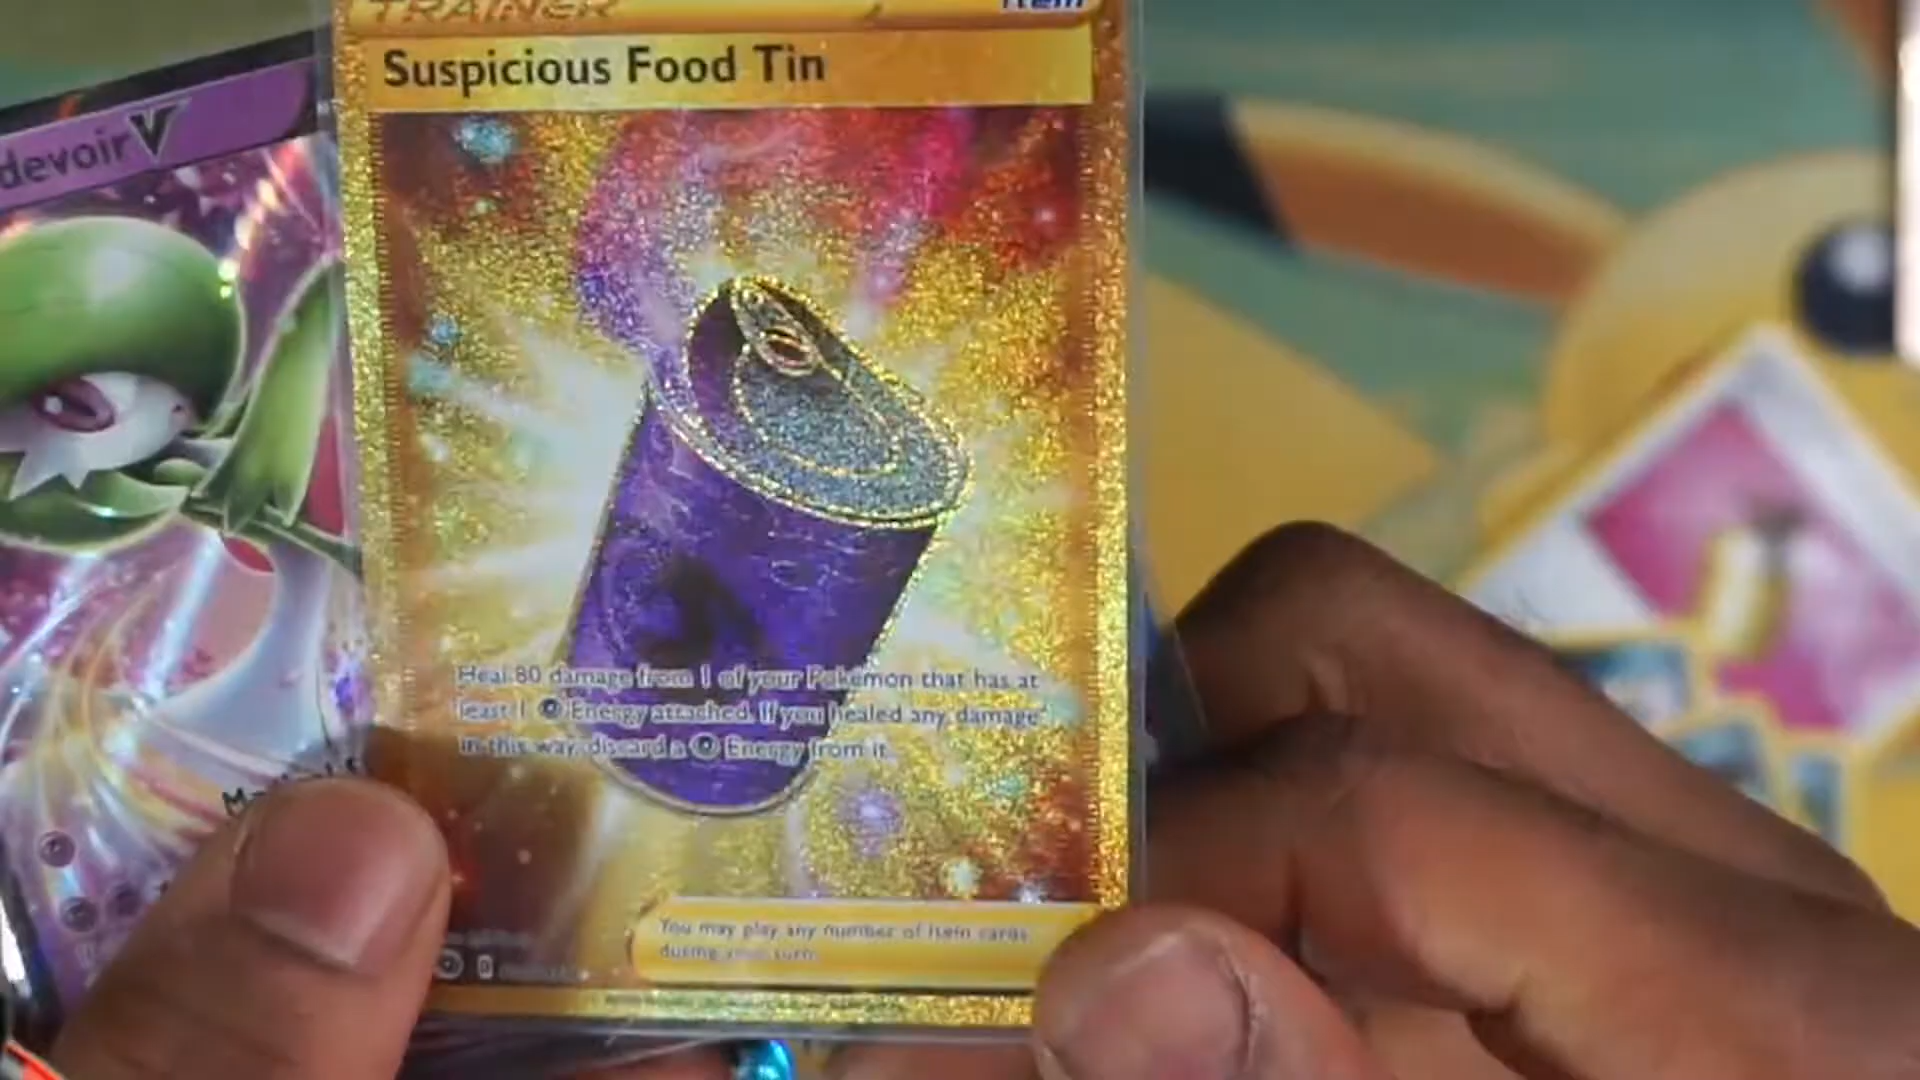 TRAINER
Item
Suspicious Food Tin
devoir V
Heal 80 damage from 1 of your Pokémon that has at
least 1 Energy attached. If you healed any damage
in this way, discard a Energy from it.
You may play any number of Item cards
during your turn.